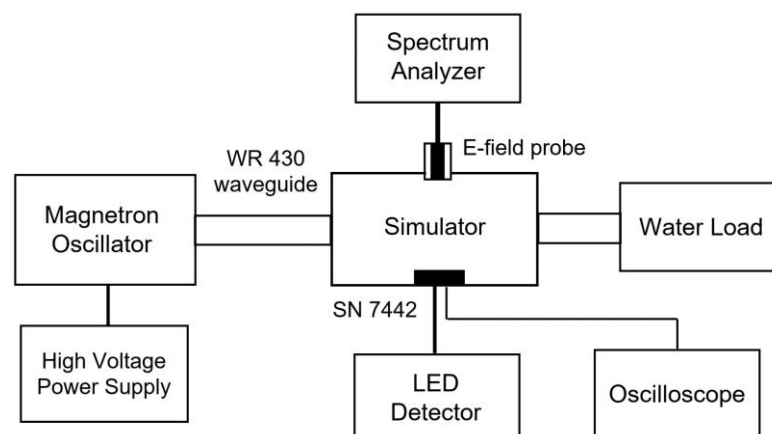 Spectrum
Analyzer
E-field probe
WR 430
waveguide
Magnetron
Oscillator
Simulator
Water Load
SN 7442
High Voltage
Power Supply
LED
Detector
Oscilloscope